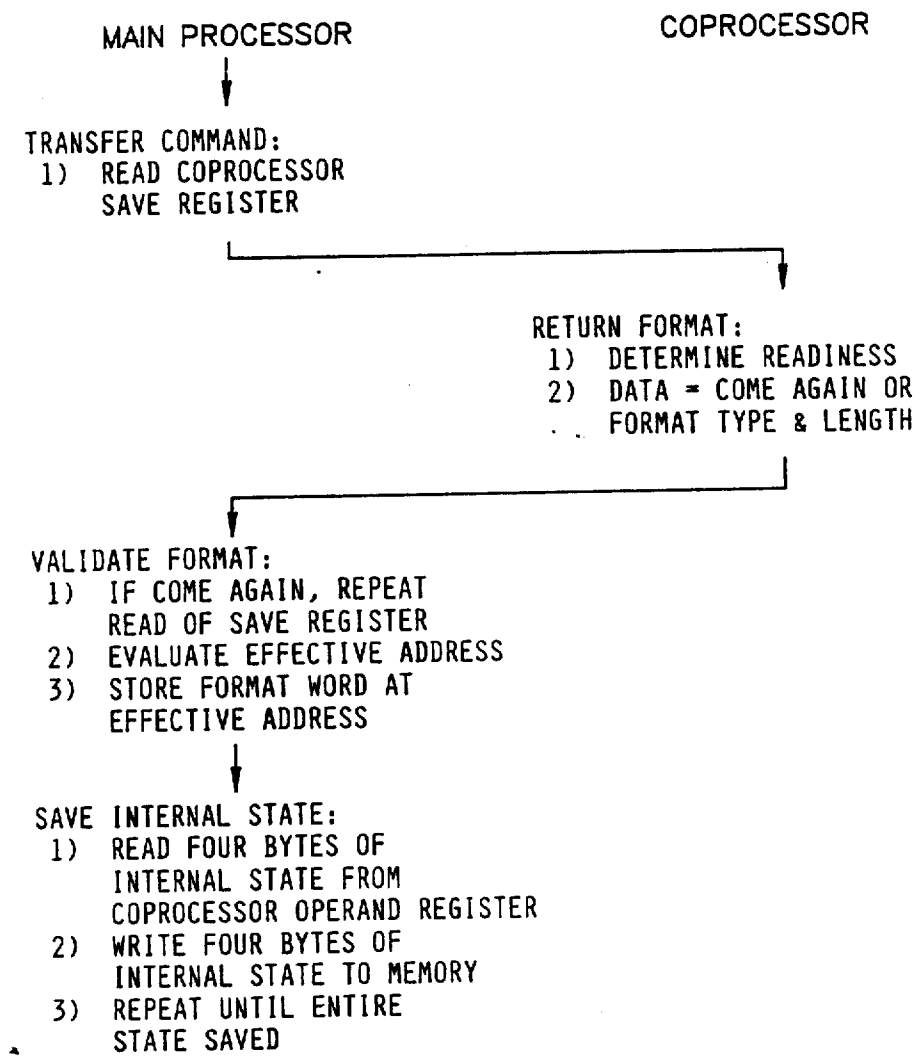 MAIN PROCESSOR
COPROCESSOR
TRANSFER COMMAND:
1) READ COPROCESSOR
SAVE REGISTER
RETURN FORMAT:
1) DETERMINE READINESS
2) DATA = COME AGAIN OR
FORMAT TYPE & LENGTH
VALIDATE FORMAT:
1) IF COME AGAIN, REPEAT
READ OF SAVE REGISTER
2) EVALUATE EFFECTIVE ADDRESS
3) STORE FORMAT WORD AT
EFFECTIVE ADDRESS
SAVE INTERNAL STATE:
1) READ FOUR BYTES OF
INTERNAL STATE FROM
COPROCESSOR OPERAND REGISTER
2) WRITE FOUR BYTES OF
INTERNAL STATE TO MEMORY
3) REPEAT UNTIL ENTIRE
STATE SAVED